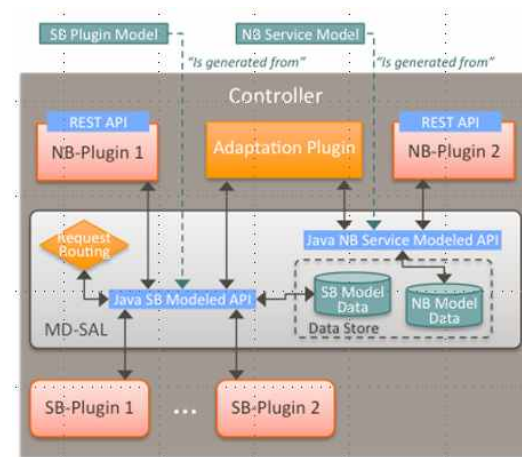 SB Plugin Model
NB Service Model
"Is generated from"
"Is generated from"
Controller
REST API
NB-Plugin 1
Adaptation Plugin
REST API
NB-Plugin 2
Request
Routing
Java NB Service Modeled API
Java SB Modeled API
SB Model
Data
NB Model
Data
Data Store
MD-SAL
SB-Plugin 1
...
SB-Plugin 2